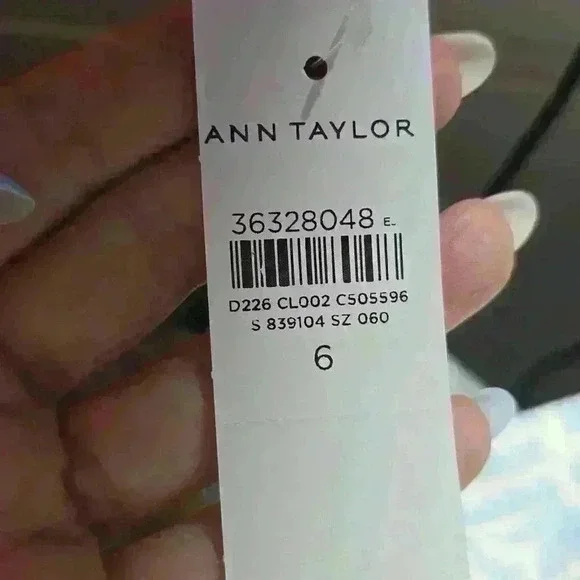 ANN TAYLOR
36328048 E-
D226 CL002 C505596
S 839104 SZ 060
6